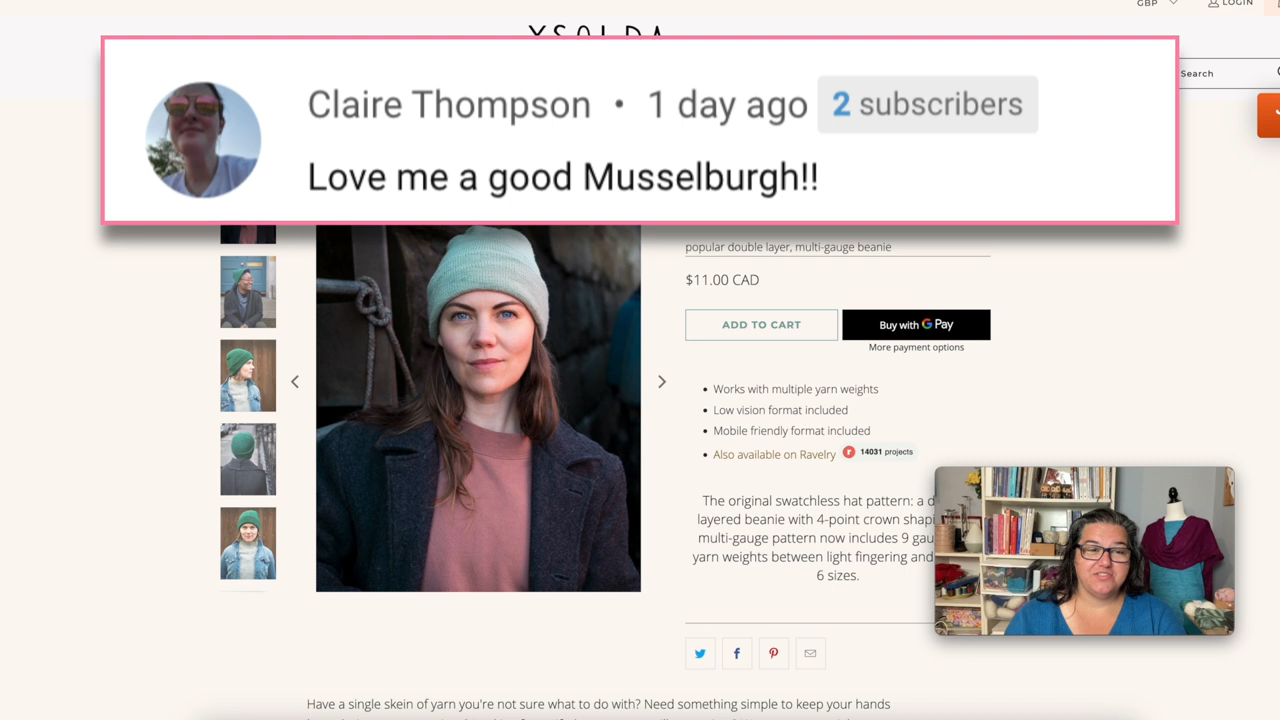 GBP
LOGIN
YSOLDA
Claire Thompson • 1 day ago 2 subscribers
Search
Love me a good Musselburgh!!
popular double layer, multi-gauge beanie
$11.00 CAD
ADD TO CART
Buy with G Pay
More payment options
• Works with multiple yarn weights
• Low vision format included
• Mobile friendly format included
• Also available on Ravelry 14031 projects
The original swatchless hat pattern: a
layered beanie with 4-point crown
multi-gauge pattern now includes 9
yarn weights between light fingering and
6 sizes.
Have a single skein of yarn you're not sure what to do with? Need something simple to keep your hands